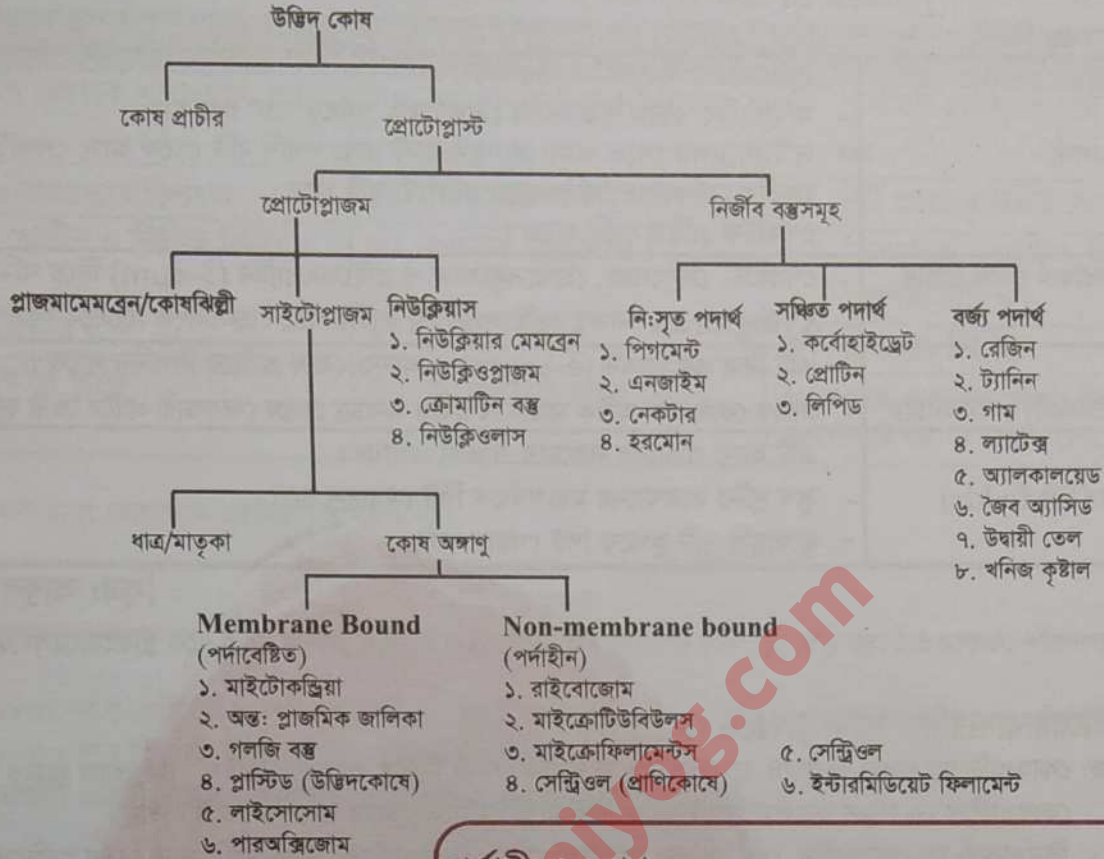 উদ্ভিদ কোষ
কোষ প্রাচীর
প্রোটোপ্লাস্ট
প্রোটোপ্লাজম
নির্জীব বস্তুসমূহ
প্লাজমামেমব্রেন/কোষঝিল্লী
সাইটোপ্লাজম
নিউক্লিয়াস
১. নিউক্লিয়ার মেমব্রেন
২. নিউক্লিওপ্লাজম
৩. ক্রোমাটিন বস্তু
৪. নিউক্লিওলাস
নিঃসৃত পদার্থ
১. পিগমেন্ট
২. এনজাইম
৩. নেকটার
৪. হরমোন
সঞ্চিত পদার্থ
১. কর্বোহাইড্রেট
২. প্রোটিন
৩. লিপিড
বর্জ্য পদার্থ
১. রেজিন
২. ট্যানিন
৩. গাম
৪. ল্যাটেক্স
৫. অ্যালকালয়েড
৬. জৈব অ্যাসিড
৭. উদ্বায়ী তেল
৮. খনিজ কৃষ্টাল
ধাত্র/মাতৃকা
কোষ অঙ্গাণু
Membrane Bound
(পর্দাবেষ্টিত)
১. মাইটোকন্ড্রিয়া
২. অন্তঃ প্লাজমিক জালিকা
৩. গলজি বস্তু
৪. প্লাস্টিড (উদ্ভিদকোষে)
৫. লাইসোসোম
৬. পারঅক্সিজোম
Non-membrane bound
(পর্দাহীন)
১. রাইবোজোম
২. মাইক্রোটিউবিউলস
৩. মাইক্রোফিলামেন্টস
৪. সেন্ট্রিওল (প্রাণিকোষে)
৫. সেন্ট্রিওল
৬. ইন্টারমিডিয়েট ফিলামেন্ট
aiyog.com